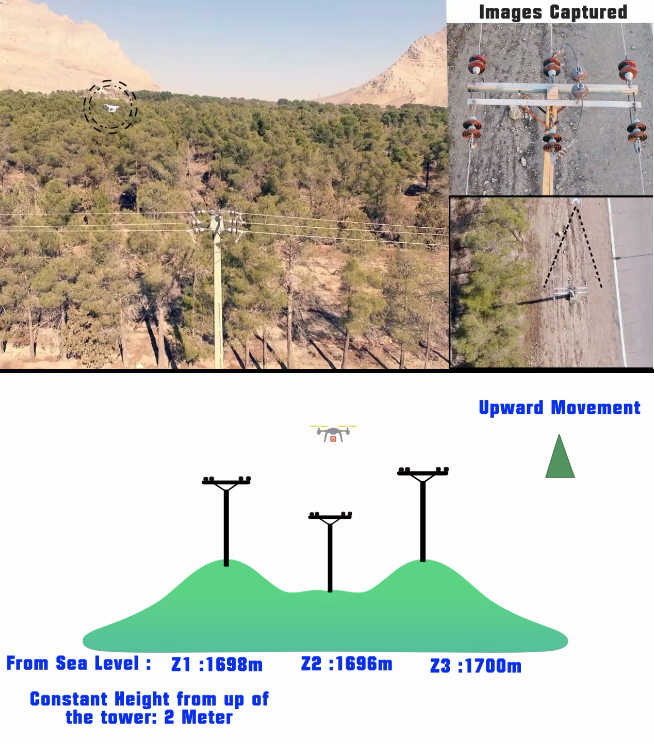 Images Captured
Upward Movement
From Sea Level : Z1 :1698m Z2 :1696m Z3 :1700m
Constant Height from up of
the tower: 2 Meter